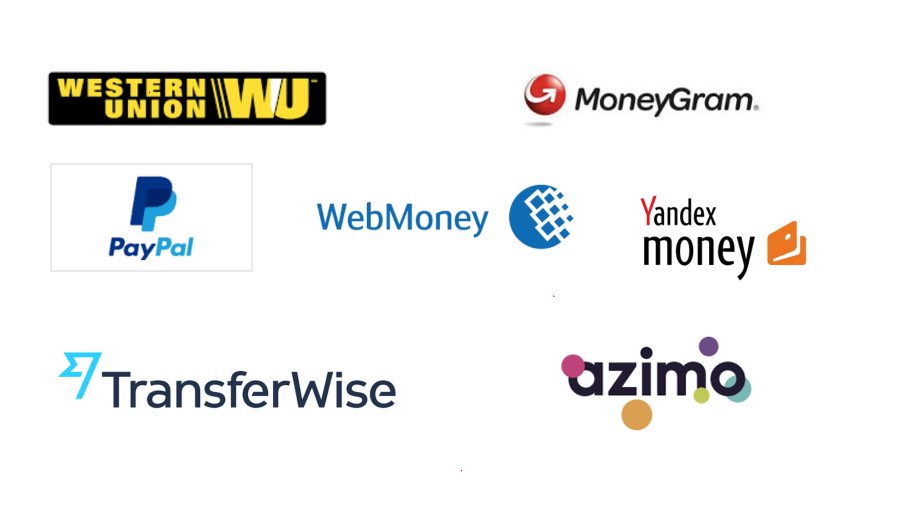 WESTERN
UNION WU
MoneyGram
PayPal
WebMoney
Yandex
money
TransferWise
azimo